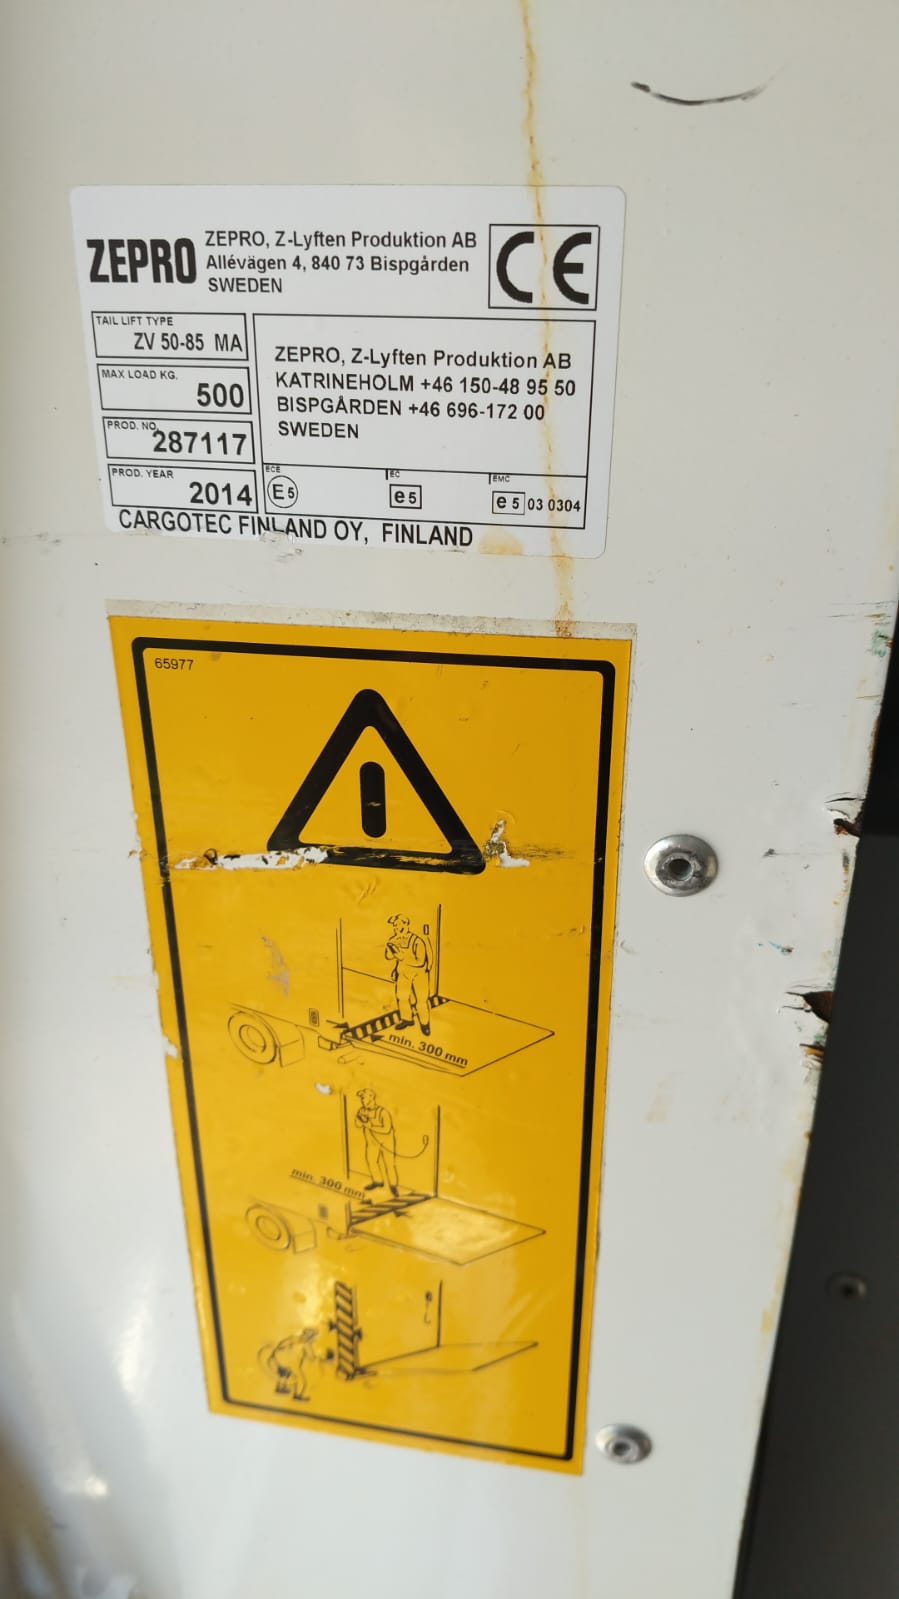 ZEPRO
ZEPRO, Z-Lyften Produktion AB
Allévägen 4, 840 73 Bispgården
SWEDEN
CE
TAIL LIFT TYPE
ZV 50-85 MA
MAX LOAD KG.
500
PROD. NO.
287117
PROD. YEAR
2014
ZEPRO, Z-Lyften Produktion AB
KATRINEHOLM +46 150-48 95 50
BISPGÅRDEN +46 696-172 00
SWEDEN
ECE
E5
EC
e5
EMC
e 5 03 0304
CARGOTEC FINLAND OY, FINLAND
65977
min. 300 mm
min. 300 mm